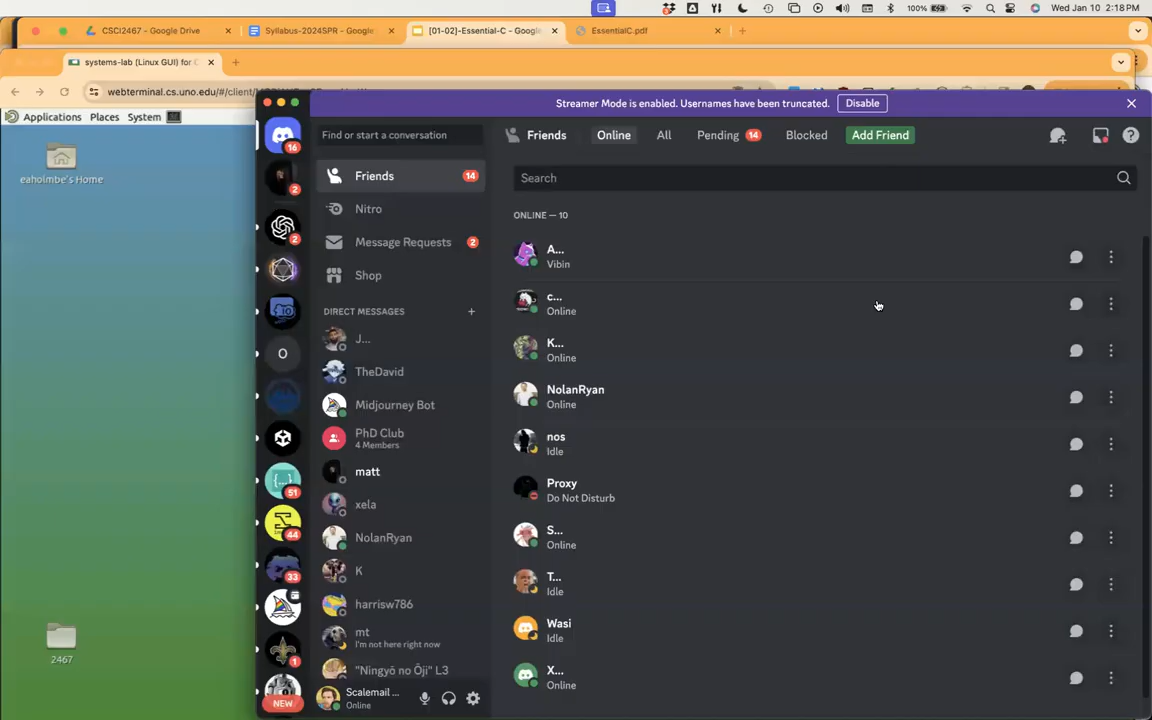 100%
Wed Jan 10 2:18 PM
CSCI2467 - Google Drive
Syllabus-2024SPR - Google
[01-02]-Essential-C - Google
EssentialC.pdf
systems-lab (Linux GUI) for C
webterminal.cs.uno.edu/#/client/
Applications Places System
eaholmbe's Home
2467
Streamer Mode is enabled. Usernames have been truncated. Disable
16
2
2
51
44
33
1
NEW
Find or start a conversation
Friends 14
Nitro
Message Requests 2
Shop
DIRECT MESSAGES +
J...
TheDavid
Midjourney Bot
PhD Club
4 Members
matt
xela
NolanRyan
K
harrisw786
mt
I'm not here right now
"Ningyō no Ōji" L3
Scalemail ...
Online
Friends Online All Pending 14 Blocked Add Friend
Search
ONLINE — 10
A...
Vibin
c...
Online
K...
Online
NolanRyan
Online
nos
Idle
Proxy
Do Not Disturb
S...
Online
T...
Idle
Wasi
Idle
X...
Online